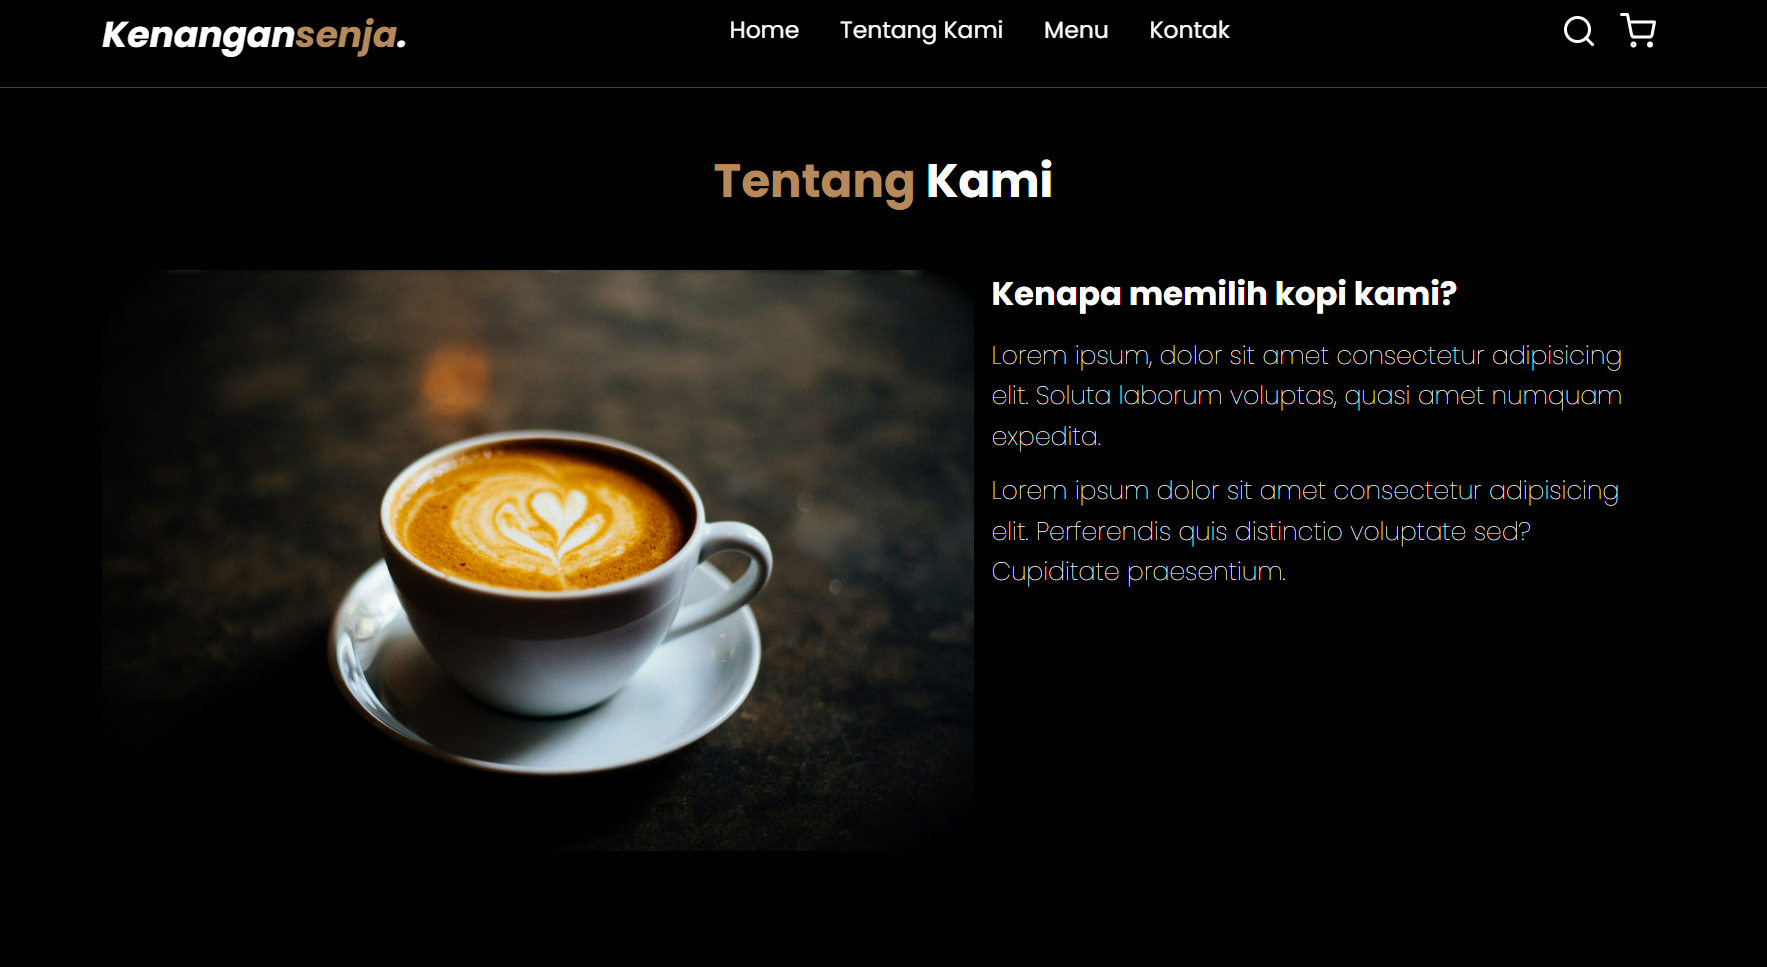 Kenangansenja.
Home Tentang Kami Menu Kontak
Tentang Kami
Kenapa memilih kopi kami?
Lorem ipsum, dolor sit amet consectetur adipisicing
elit. Soluta laborum voluptas, quasi amet numquam
expedita.
Lorem ipsum dolor sit amet consectetur adipisicing
elit. Perferendis quis distinctio voluptate sed?
Cupiditate praesentium.